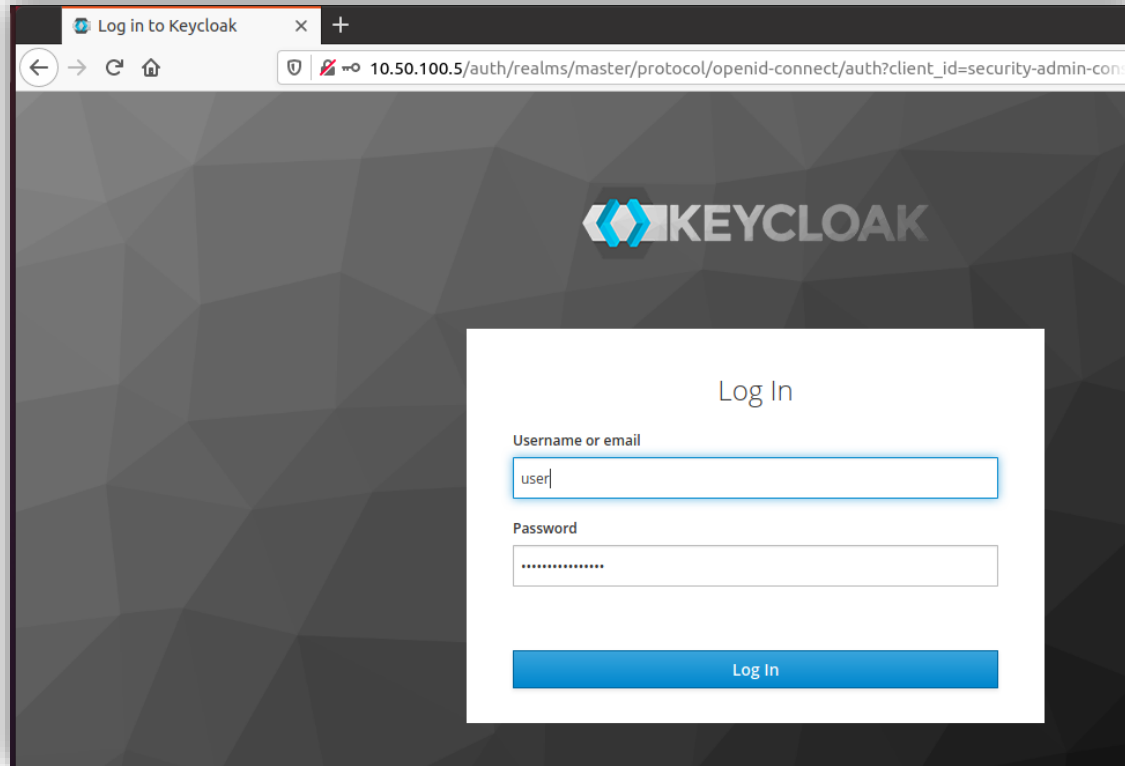 Log in to Keycloak
10.50.100.5/auth/realms/master/protocol/openid-connect/auth?client_id=security-admin-con
KEYCLOAK
Log In
Username or email
user
Password
••••••••••••••••
Log In